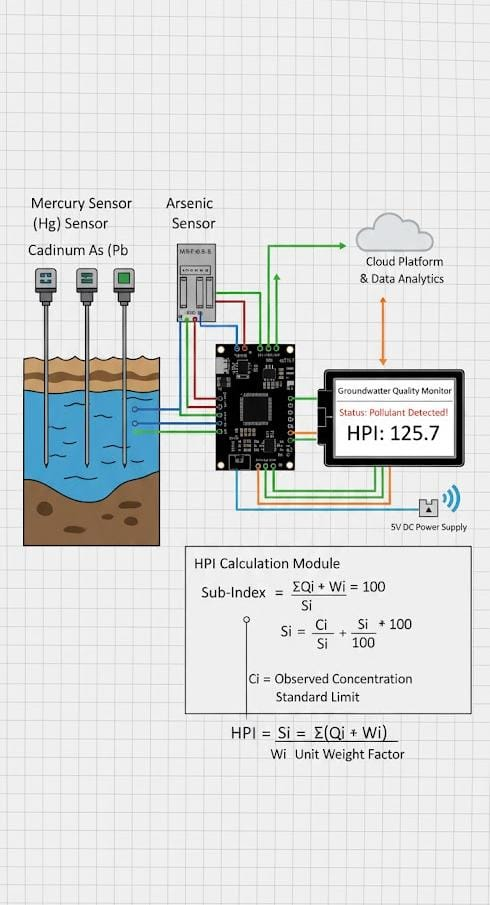 Mercury Sensor
(Hg) Sensor
Cadinum As (Pb
Arsenic
Sensor
Cloud Platform
& Data Analytics
Groundwater Quality Monitor
Status: Pollulant Detected!
HPI: 125.7
5V DC Power Supply
HPI Calculation Module
Sub-Index = ΣQi + Wi = 100
Si
Si = Ci + Si + 100
Si 100
Ci = Observed Concentration
Standard Limit
HPI = Si = Σ(Qi + Wi)
Wi Unit Weight Factor